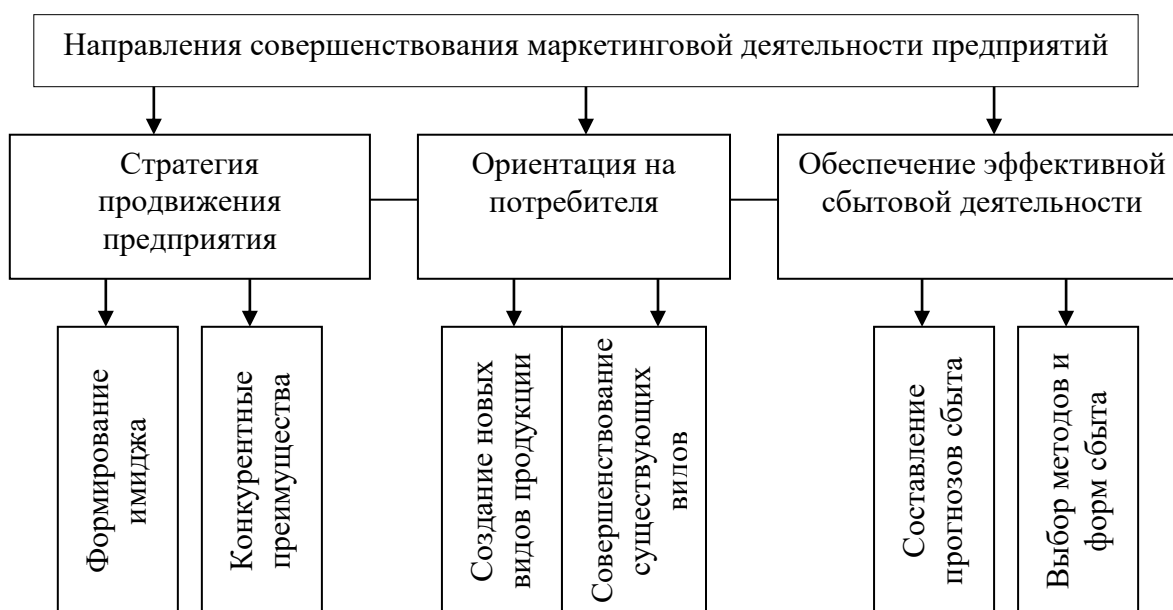 Направления совершенствования маркетинговой деятельности предприятий
Стратегия
продвижения
предприятия
Ориентация на
потребителя
Обеспечение эффективной
сбытовой деятельности
Формирование
имиджа
Конкурентные
преимущества
Создание новых
видов продукции
Совершенствование
существующих
видов
Составление
прогнозов сбыта
Выбор методов и
форм сбыта